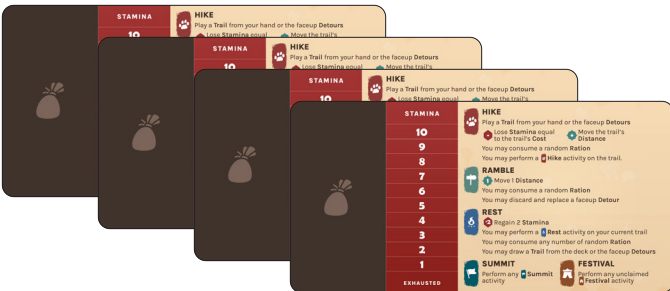 STAMINA
HIKE
Play a Trail from your hand or the faceup Detours
Lose Stamina equal
Move the trail's
10
STAMINA
HIKE
Play a Trail from your hand or the faceup Detours
Lose Stamina equal
Move the trail's
10
STAMINA
HIKE
Play a Trail from your hand or the faceup Detours
Lose Stamina equal
Move the trail's
10
STAMINA
10
9
8
7
6
5
4
3
2
1
EXHAUSTED
HIKE
Play a Trail from your hand or the faceup Detours
Lose Stamina equal
to the trail's Cost
Move the trail's
Distance
You may consume a random Ration
You may perform a Hike activity on the trail.
RAMBLE
Move 1 Distance
You may consume a random Ration
You may discard and replace a faceup Detour
REST
Regain 2 Stamina
You may perform a Rest activity on your current trail
You may consume any number of random Ration
You may draw a Trail from the deck or the faceup Detours
SUMMIT
Perform any Summit
activity
FESTIVAL
Perform any unclaimed
Festival activity